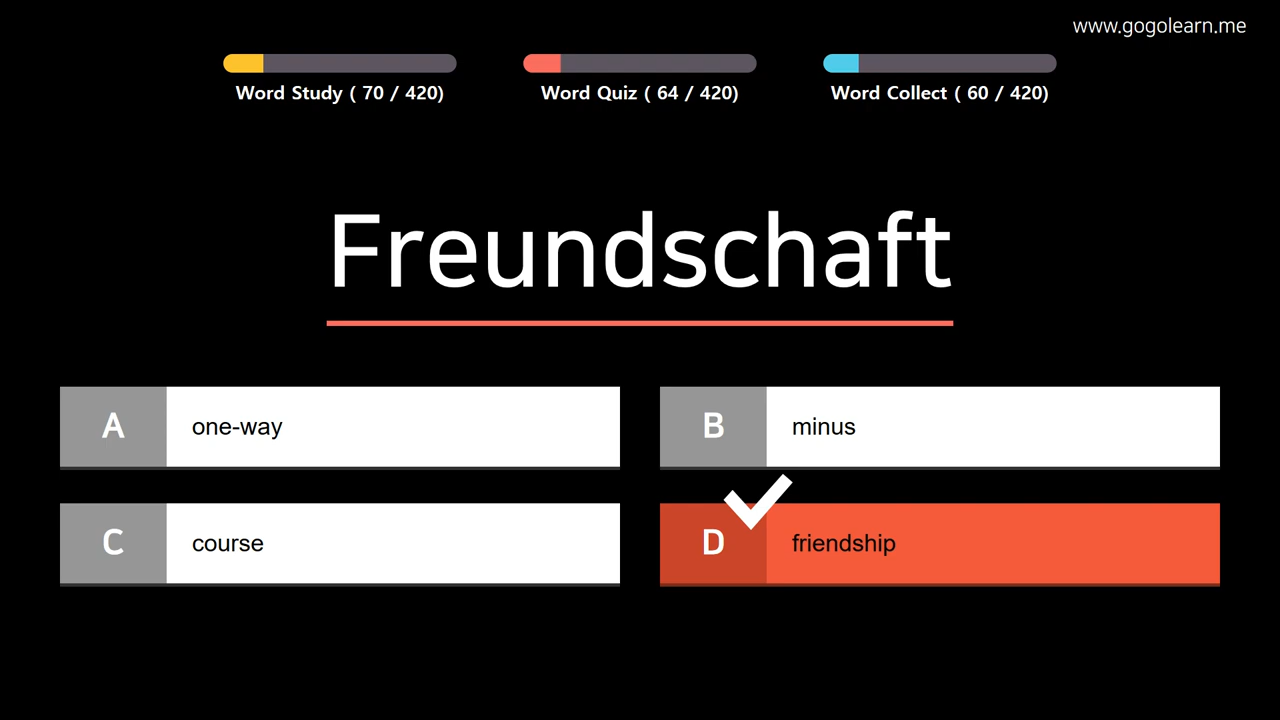 www.gogolearn.me
Word Study ( 70 / 420)
Word Quiz ( 64 / 420)
Word Collect ( 60 / 420)
Freundschaft
A one-way
B minus
C course
D friendship